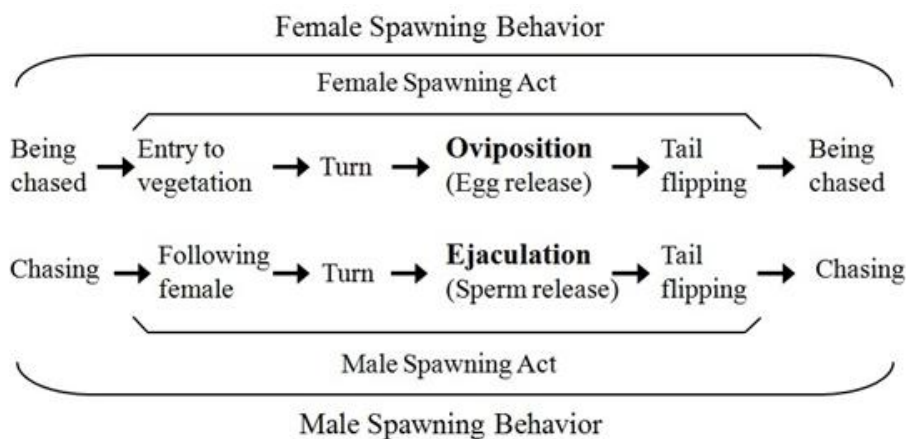 Female Spawning Behavior
Female Spawning Act
Being chased → Entry to vegetation → Turn → Oviposition (Egg release) → Tail flipping → Being chased
Chasing → Following female → Turn → Ejaculation (Sperm release) → Tail flipping → Chasing
Male Spawning Act
Male Spawning Behavior